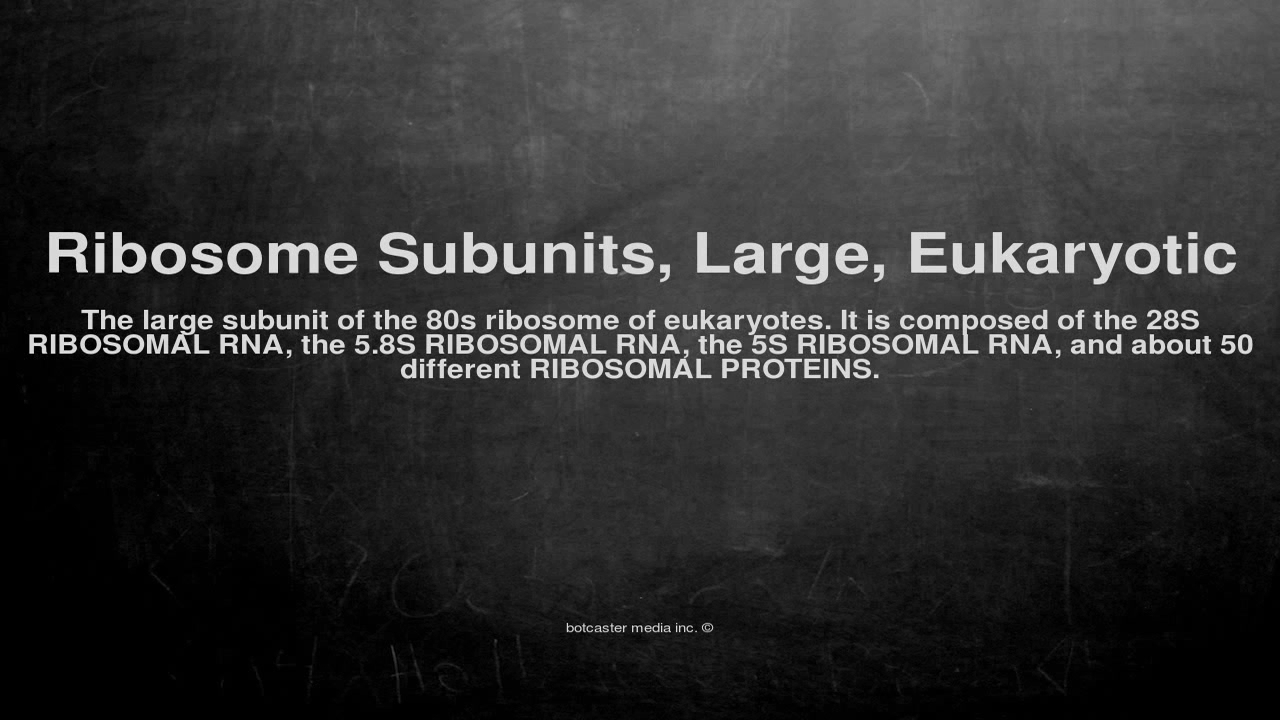 Ribosome Subunits, Large, Eukaryotic
The large subunit of the 80s ribosome of eukaryotes. It is composed of the 28S
RIBOSOMAL RNA, the 5.8S RIBOSOMAL RNA, the 5S RIBOSOMAL RNA, and about 50
different RIBOSOMAL PROTEINS.
botcaster media inc. ©